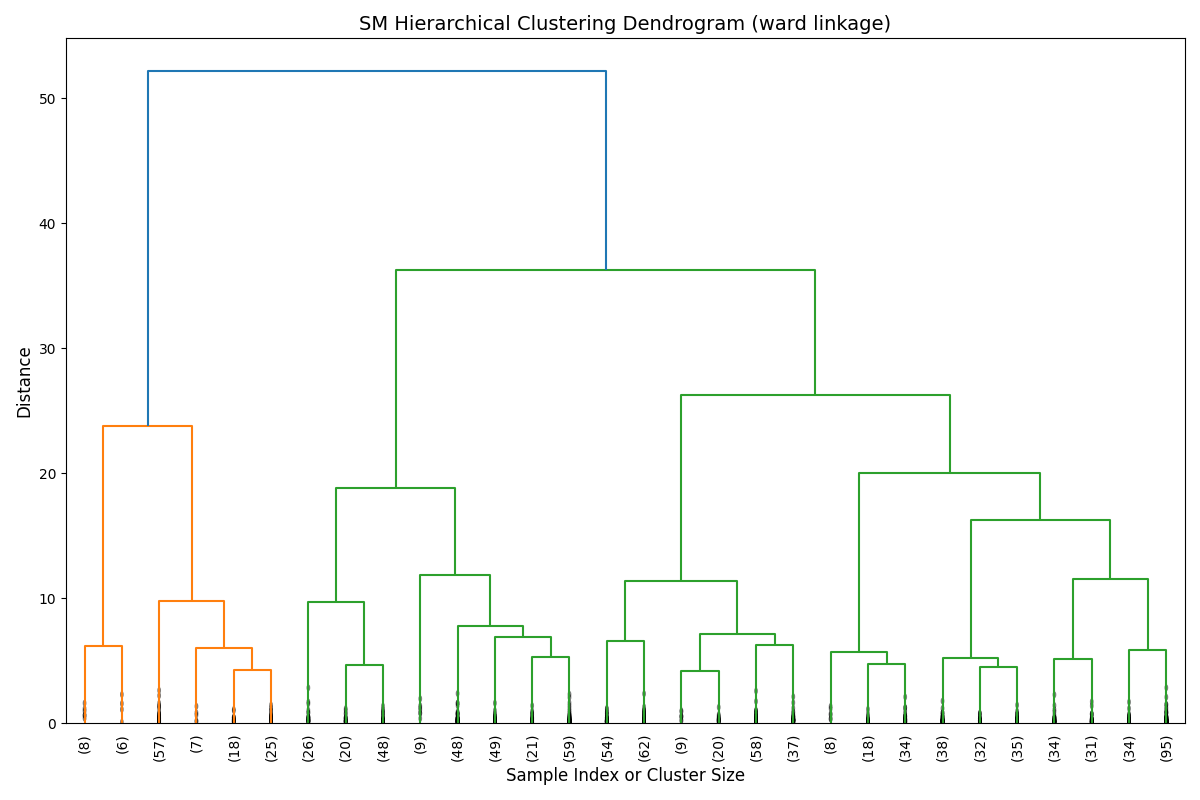 SM Hierarchical Clustering Dendrogram (ward linkage)
50
40
30
20
10
0
Distance
(8) (6) (57) (7) (18) (25) (26) (20) (48) (9) (48) (49) (21) (59) (54) (62) (9) (20) (58) (37) (8) (18) (34) (38) (32) (35) (34) (31) (34) (95)
Sample Index or Cluster Size